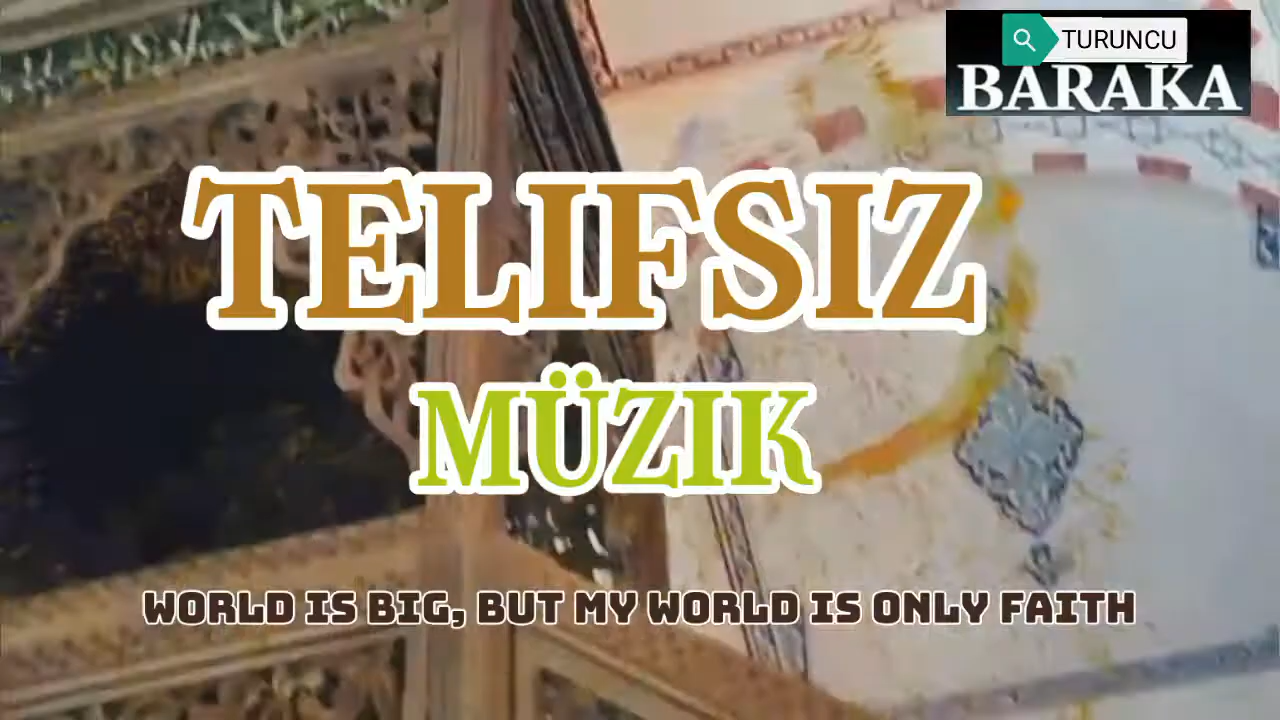 TURUNCU
BARAKA
TELIFSIZ
MÜZIK
WORLD IS BIG, BUT MY WORLD IS ONLY FAITH